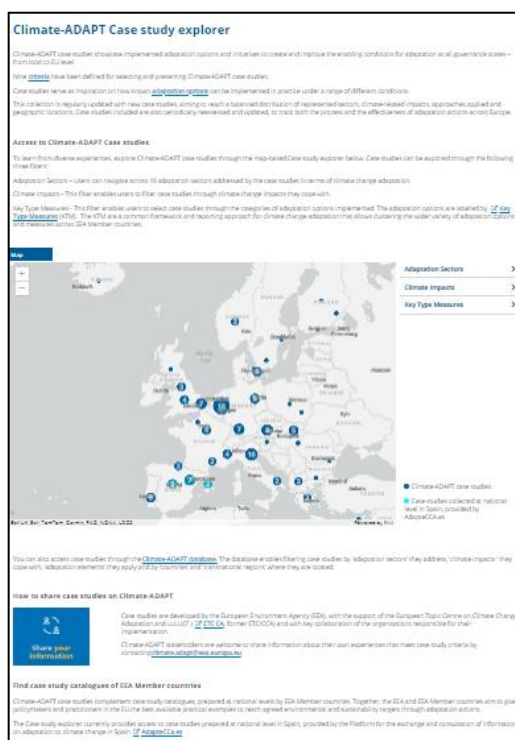 Climate-ADAPT Case study explorer
Climate-ADAPT case studies showcase implemented adaptation options and initiatives to create and improve the enabling conditions for adaptation at all governance scales –
from local to EU level.
Nine criteria have been defined for selecting and presenting Climate-ADAPT case studies.
Case studies serve as inspiration on how known adaptation options can be implemented in practice under a range of different conditions.
This collection is regularly updated with new case studies, aiming to reach a balanced distribution of represented sectors, climate-related impacts, approaches applied and
geographic locations. Case studies included are also periodically reassessed and updated, to track both the process and the effectiveness of adaptation actions across Europe.
Access to Climate-ADAPT Case studies
To learn from diverse experiences, explore Climate-ADAPT case studies through the map-based Case study explorer below. Case studies can be explored through the following
three filters:
Adaptation Sectors – Users can navigate across 19 adaptation sectors addressed by the case studies in terms of climate change adaptation.
Climate Impacts – This filter enables users to filter case studies through climate change impacts they cope with.
Key Type Measures – This filter enables users to select case studies through the categories of adaptation options implemented. The adaptation options are labelled by Key
Type Measures (KTM). The KTM are a common framework and reporting approach for climate change adaptation that allows clustering the wider variety of adaptation options
and measures across EEA Member countries.
Map
+
−
Adaptation Sectors
Climate Impacts
Key Type Measures
Climate-ADAPT case studies
Case studies collected at national
level in Spain, provided by
AdapteCCA.es
Powered by Esri
You can also access case studies through the Climate-ADAPT database. The database enables filtering case studies by 'adaptation sector' they address, 'climate impacts' they
cope with, 'adaptation elements' they apply and by 'countries' and 'transnational regions' where they are located.
How to share case studies on Climate-ADAPT
Share your
information
Case studies are developed by the European Environment Agency (EEA), with the support of the European Topic Centre on Climate Change
Adaptation and LULUCF ( ETC CA, former ETC/CCA) and with key collaboration of the organisations responsible for their
implementation.
Climate-ADAPT stakeholders are welcome to share information about their own experiences that meet case study criteria by
contacting climate.adapt@eea.europa.eu
Find case study catalogues of EEA Member countries
Climate-ADAPT case studies complement case study catalogues, prepared at national levels by EEA Member countries. Together, the EEA and EEA Member countries aim to give
policymakers and practitioners in the EU the best available practical examples to reach agreed environmental and sustainability targets through adaptation actions.
The Case study explorer currently provides access to case studies prepared at national level in Spain, provided by the Platform for the exchange and consultation of information
on adaptation to climate change in Spain AdapteCCA.es